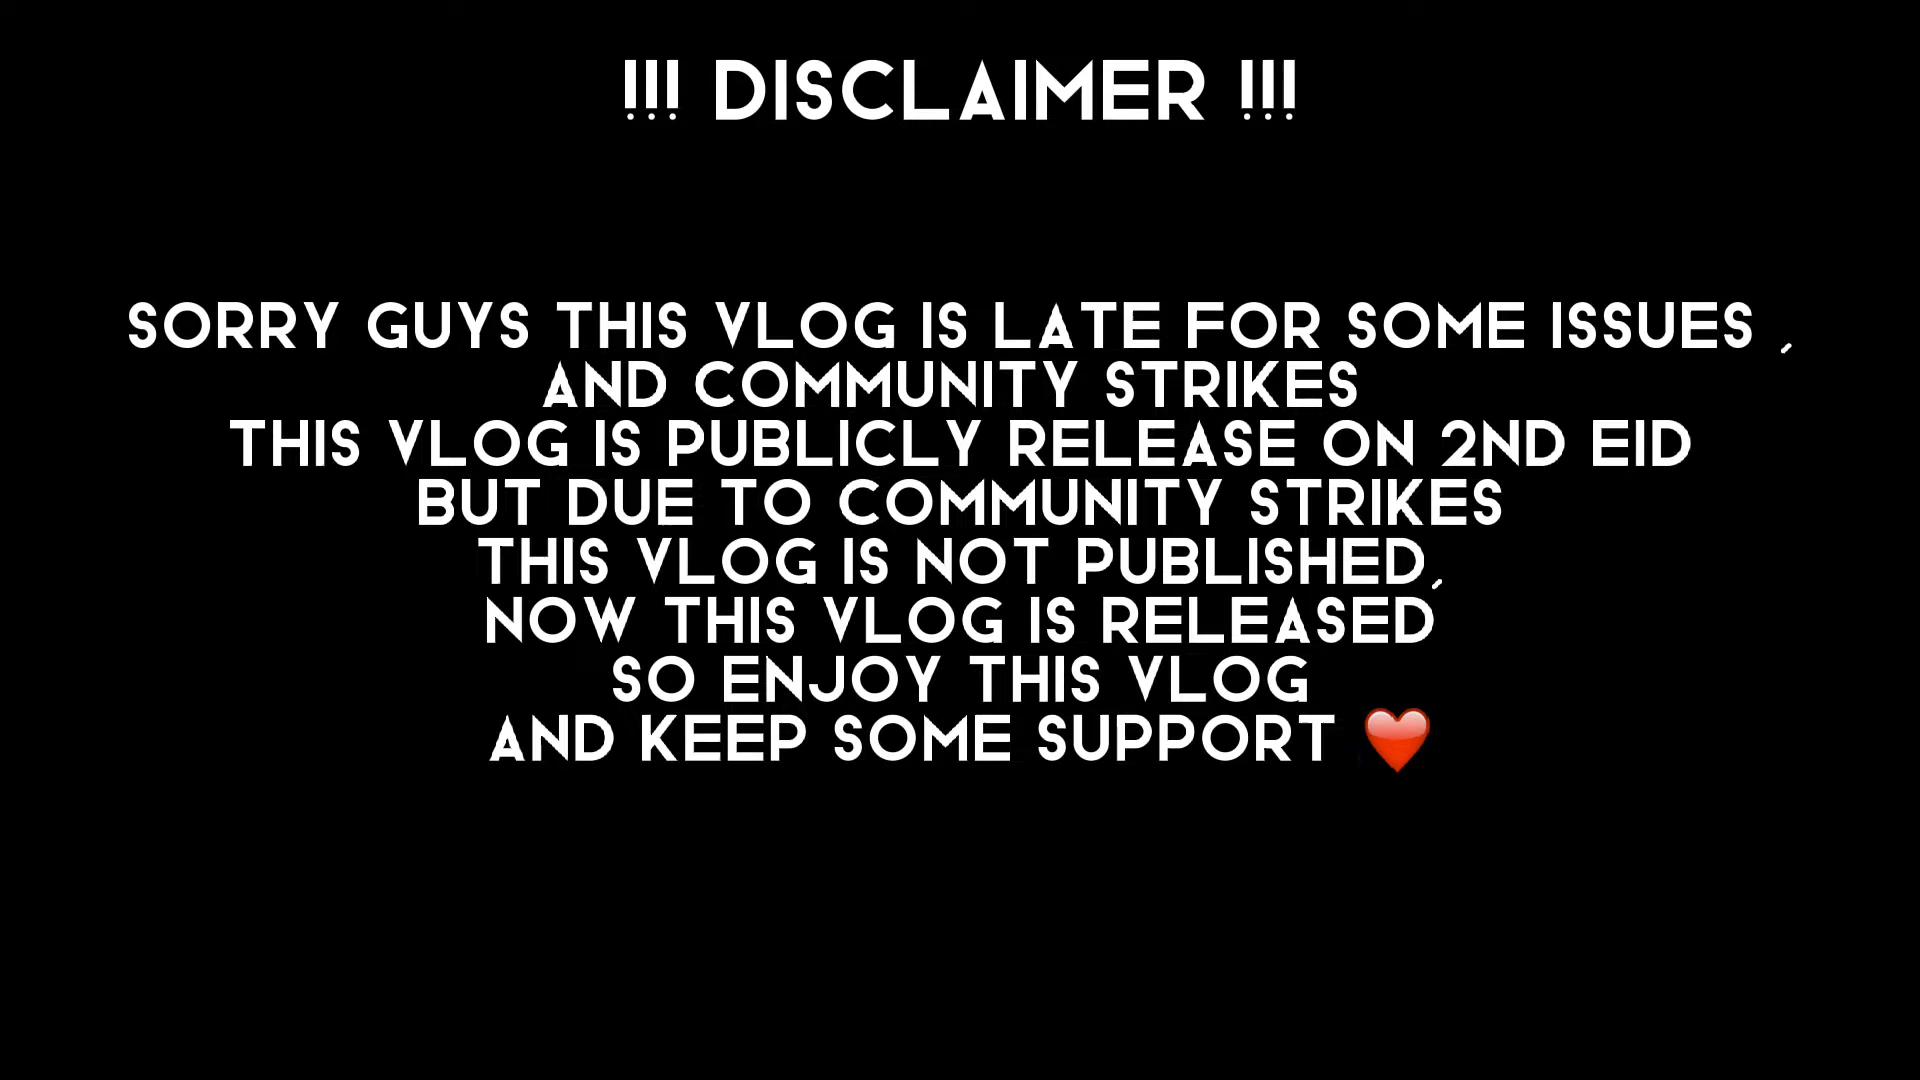 !!! DISCLAIMER !!!
SORRY GUYS THIS VLOG IS LATE FOR SOME ISSUES ,
AND COMMUNITY STRIKES
THIS VLOG IS PUBLICLY RELEASE ON 2ND EID
BUT DUE TO COMMUNITY STRIKES
THIS VLOG IS NOT PUBLISHED,
NOW THIS VLOG IS RELEASED
SO ENJOY THIS VLOG
AND KEEP SOME SUPPORT ❤️